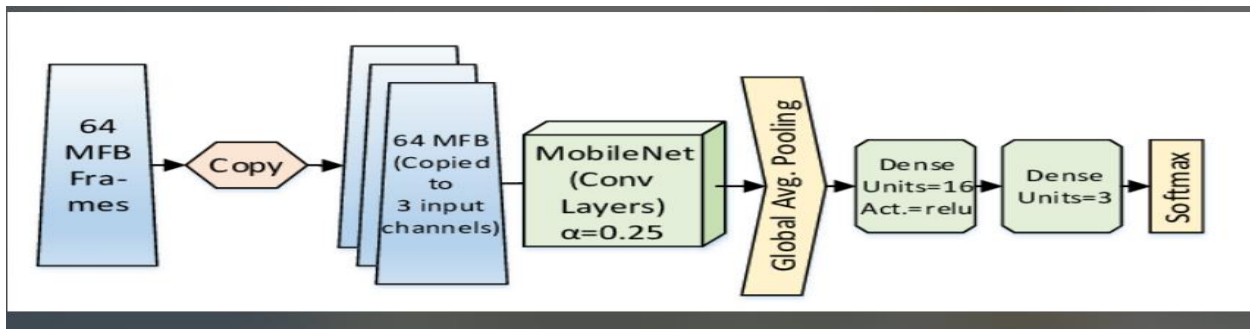 64
MFB
Fra-
mes
Copy
64 MFB
(Copied
to
3 input
channels)
MobileNet
(Conv
Layers)
α=0.25
Global Avg. Pooling
Dense
Units=16
Act.=relu
Dense
Units=3
Softmax